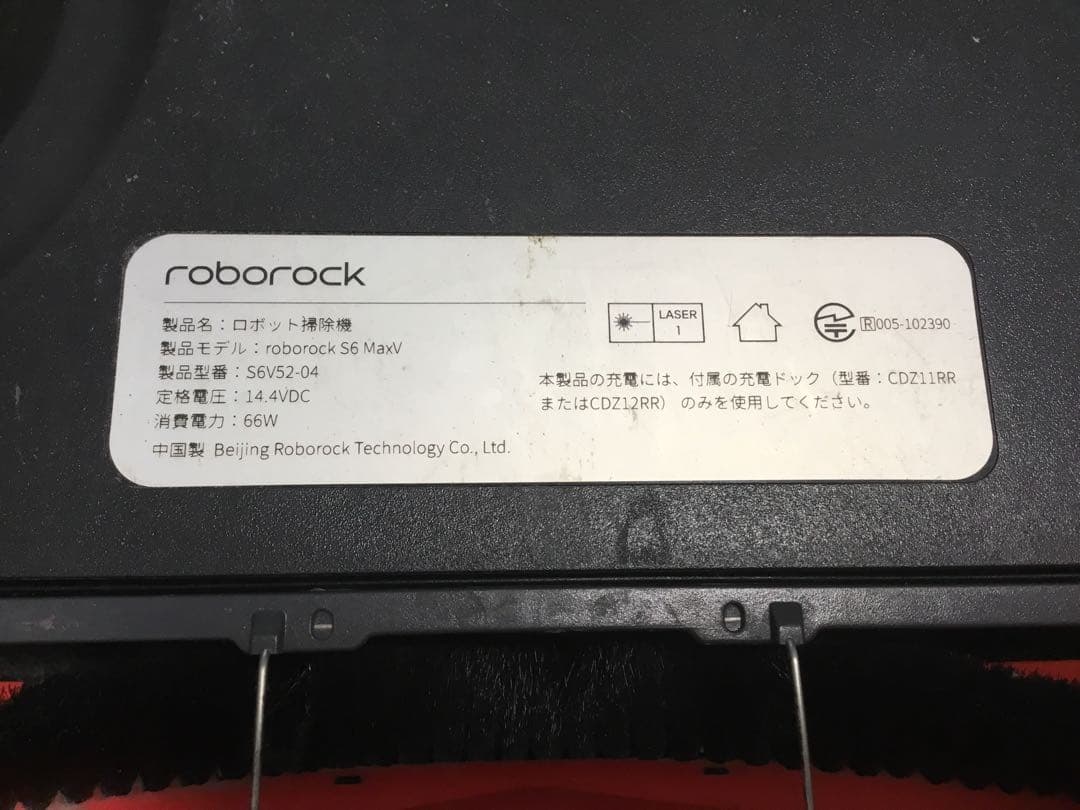 roborock
製品名：ロボット掃除機
製品モデル：roborock S6 MaxV
製品型番：S6V52-04
定格電圧：14.4VDC
消費電力：66W
中国製 Beijing Roborock Technology Co., Ltd.
LASER
1
R 005-102390
本製品の充電には、付属の充電ドック（型番：CDZ11RR
またはCDZ12RR）のみを使用してください。